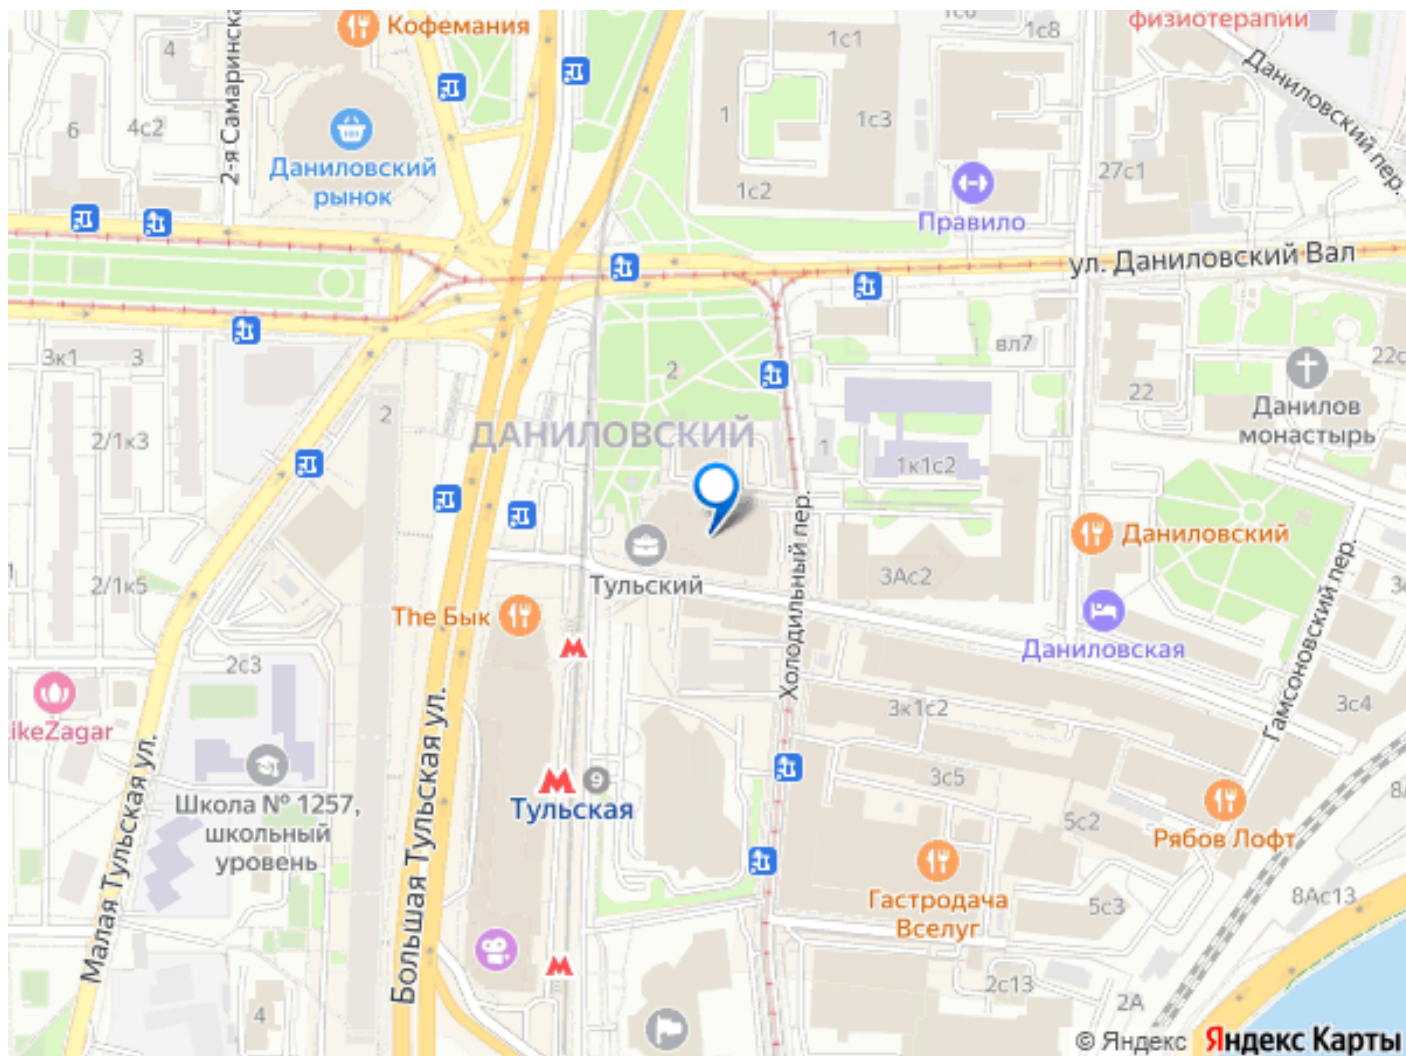 Кофемания
1с6
1с8
физиотерапии
4
6
4с2
2-я Самаринска
Даниловский
рынок
1с1
1
1с3
1с2
Правило
27с1
Даниловский пер.
ул. Даниловский Вал
3к1
3
2
вл7
22с
22
Данилов
монастырь
2/1к3
2
ДАНИЛОВСКИЙ
1
1к1с2
Холодильный пер.
Даниловский
2/1к5
Тульский
3Ас2
The Бык
Даниловская
Гамсоновский пер.
2с3
3к1с2
3с4
ikeZagar
Малая Тульская ул.
Большая Тульская ул.
Школа № 1257,
школьный
уровень
9
Тульская
3с5
5с2
Рябов Лофт
Гастродача
Вселуг
5с3
8Ас13
2с13
2А
4
© Яндекс Яндекс Карты